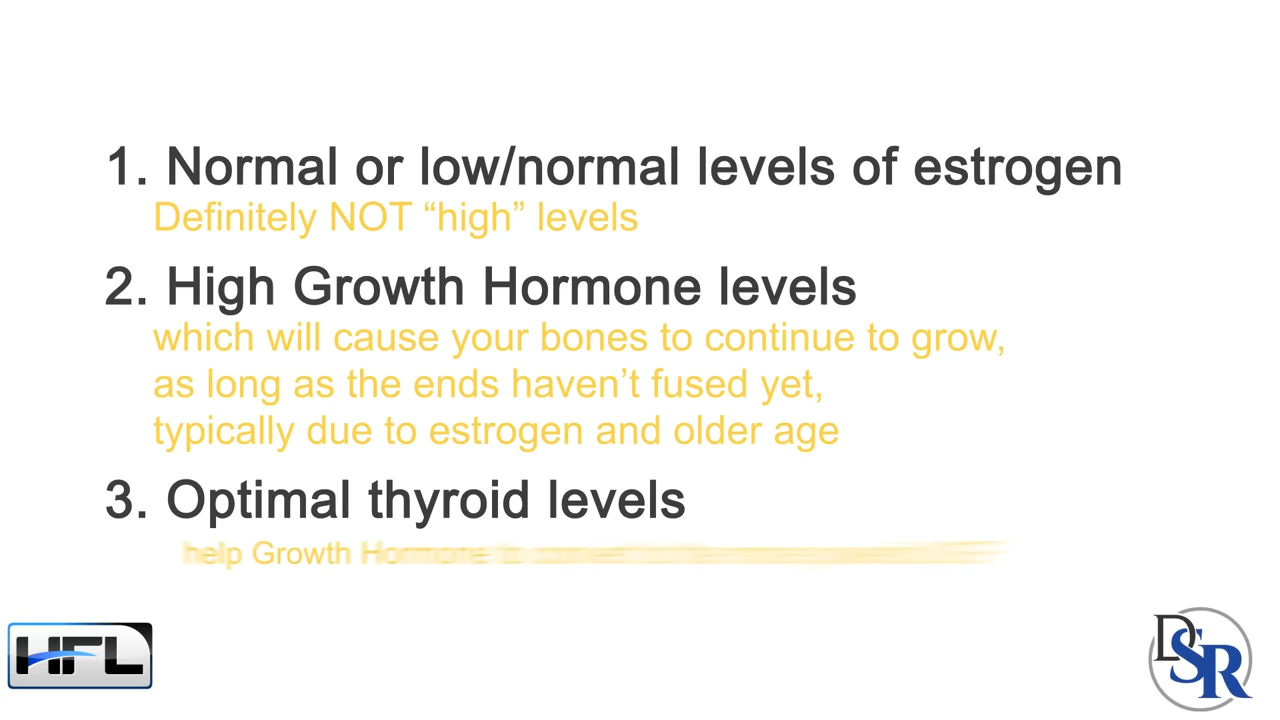 1. Normal or low/normal levels of estrogen
Definitely NOT “high” levels
2. High Growth Hormone levels
which will cause your bones to continue to grow,
as long as the ends haven’t fused yet,
typically due to estrogen and older age
3. Optimal thyroid levels
help Growth Hormone to
HFL
DSR